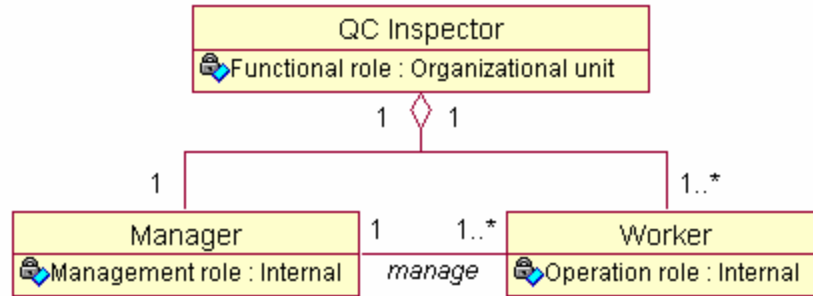 QC Inspector
Functional role : Organizational unit
1 1
1 1..*
Manager 1 1..* Worker
Management role : Internal manage Operation role : Internal